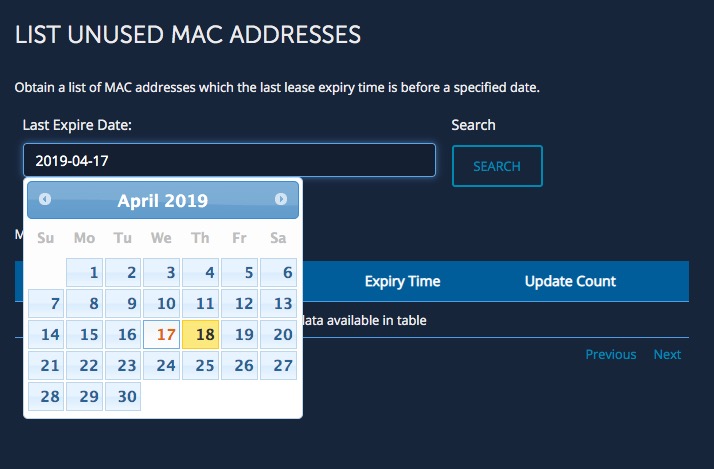 LIST UNUSED MAC ADDRESSES
Obtain a list of MAC addresses which the last lease expiry time is before a specified date.
Last Expire Date: Search
2019-04-17 SEARCH
April 2019
Su Mo Tu We Th Fr Sa
1 2 3 4 5 6
Expiry Time Update Count
7 8 9 10 11 12 13
14 15 16 17 18 19 20
available in table
21 22 23 24 25 26 27
Previous Next
28 29 30